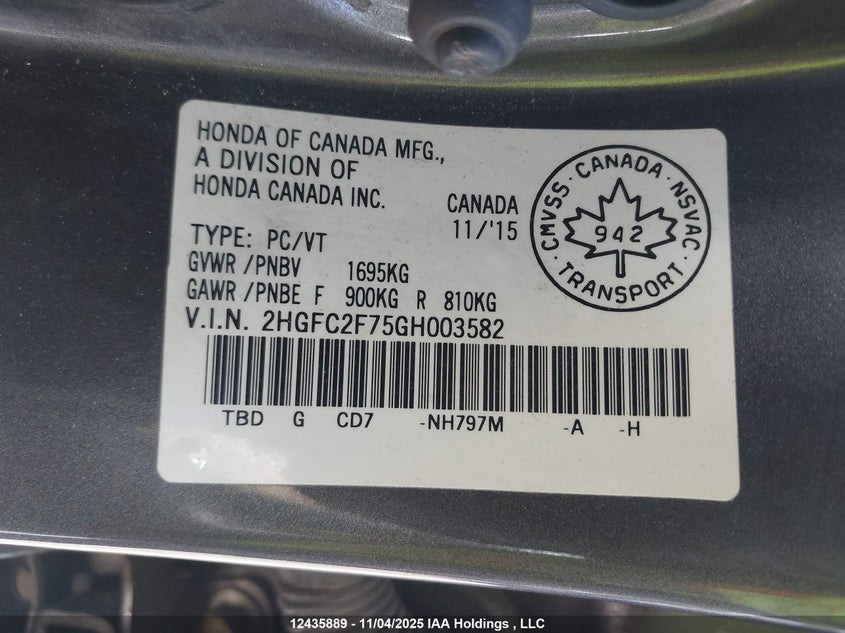 HONDA OF CANADA MFG.,
A DIVISION OF
HONDA CANADA INC.
CANADA
11/'15
CMVSS · CANADA · NSVAC
942
· TRANSPORT ·
TYPE: PC/VT
GVWR /PNBV 1695KG
GAWR /PNBE F 900KG R 810KG
V.I.N. 2HGFC2F75GH003582
TBD G CD7 -NH797M -A -H
12435889 - 11/04/2025 IAA Holdings , LLC